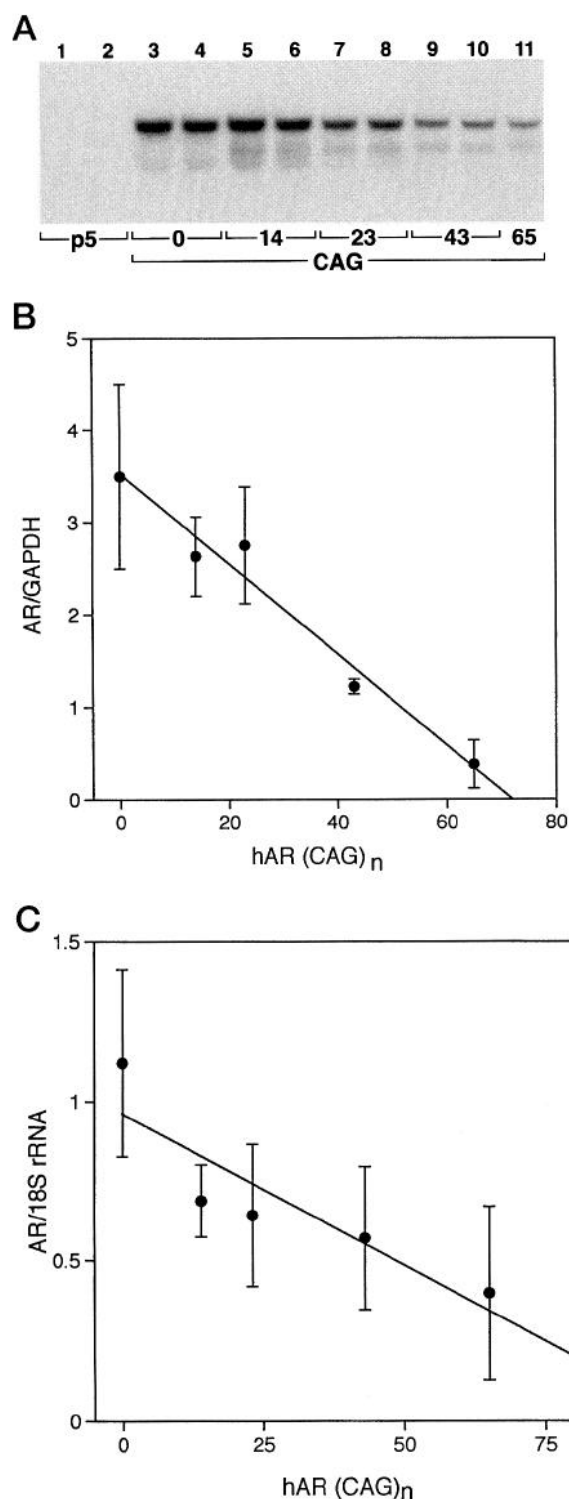 A
1 2 3 4 5 6 7 8 9 10 11
p5 0 14 23 43 65
CAG
B
5
4
3
2
1
0
AR/GAPDH
0 20 40 60 80
hAR (CAG)n
C
1.5
1
0.5
0
AR/18S rRNA
0 25 50 75
hAR (CAG)n